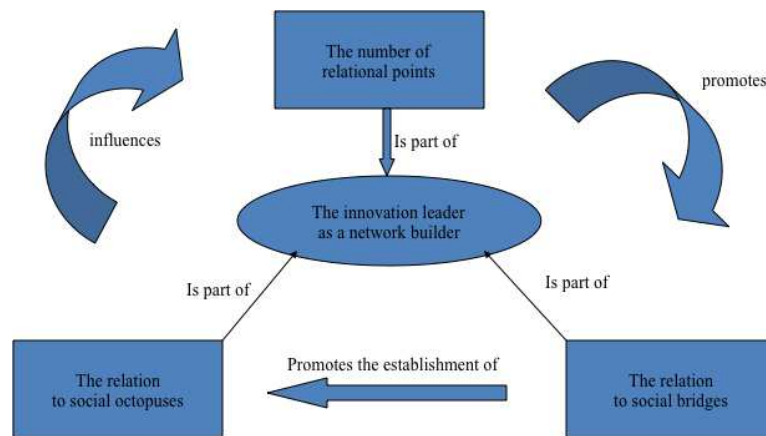 The number of
relational points
promotes
influences
Is part of
The innovation leader
as a network builder
Is part of
Is part of
Promotes the establishment of
The relation
to social octopuses
The relation
to social bridges